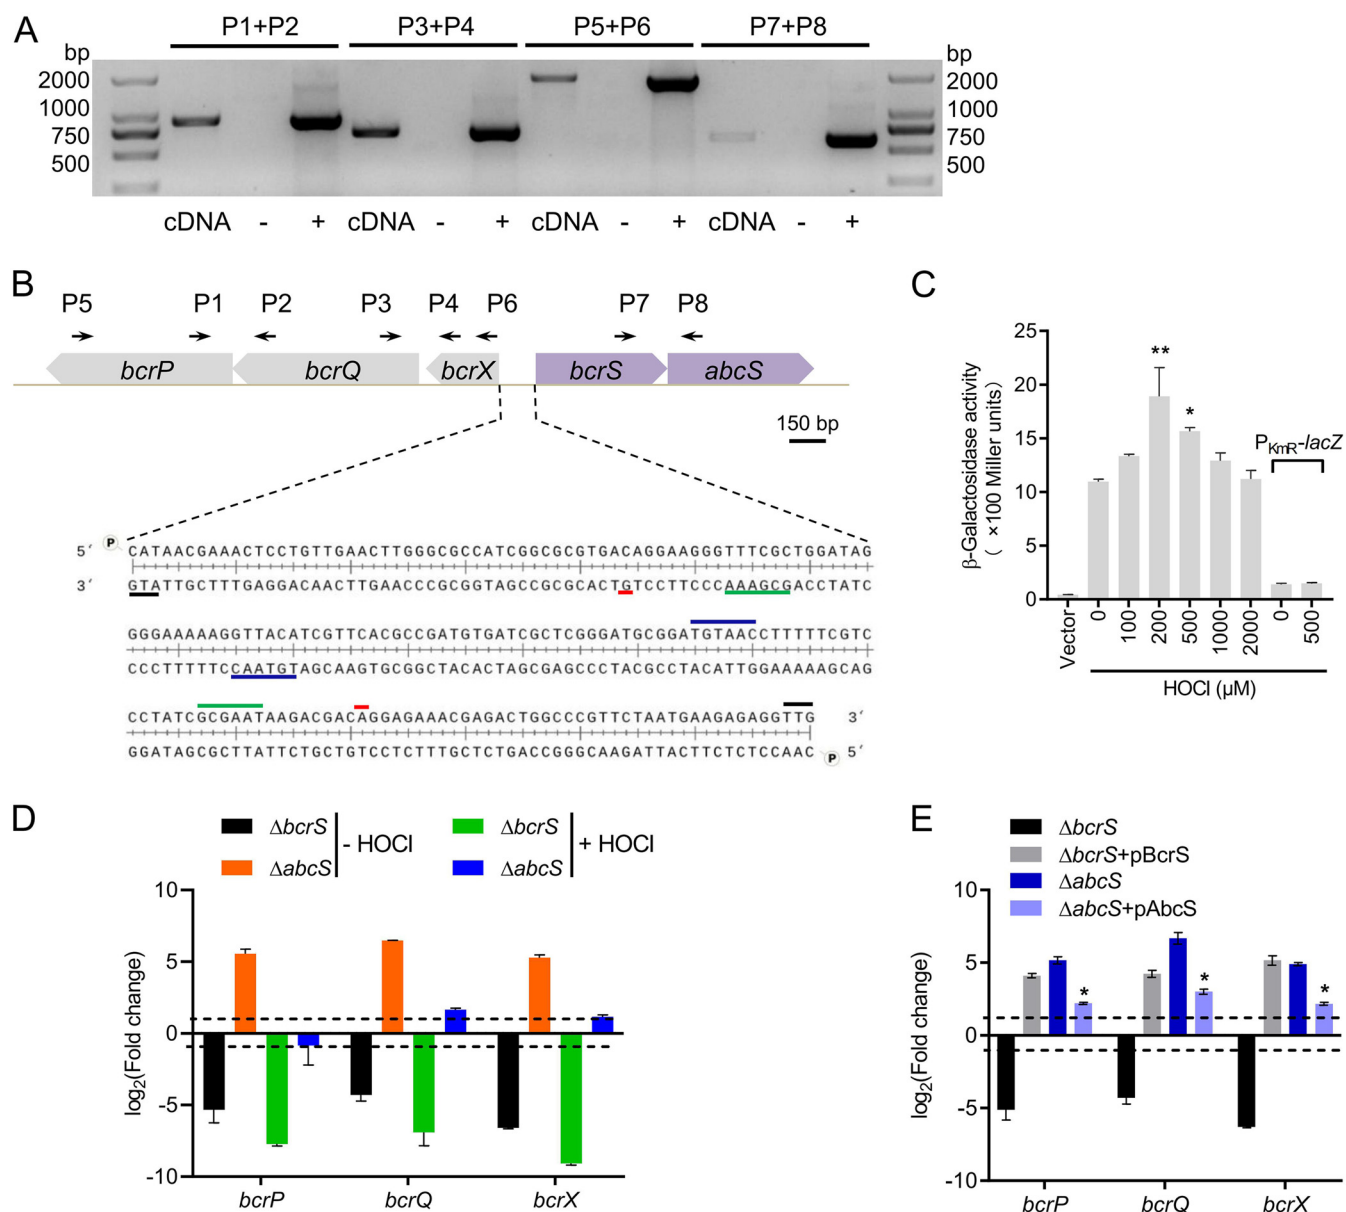 A
P1+P2 P3+P4 P5+P6 P7+P8
bp bp
2000 2000
1000 1000
750 750
500 500
cDNA - + cDNA - + cDNA - + cDNA - +
B
P5 P1 P2 P3 P4 P6 P7 P8
bcrP bcrQ bcrX bcrS abcS
150 bp
5′ P CATAACGAAACTCCTGTTGAACTTGGGCGCCATCGGCGCGTGACAGGAAGGGTTTCGCTGGATAG
3′ GTATTGCTTTGAGGACAACTTGAACCCGCGGTAGCCGCGCACTGTCCTTCCCAAAGCGACCTATC
GGGAAAAAGGTTACATCGTTCACGCCGATGTGATCGCTCGGGATGCGGATGTAACCTTTTTCGTC
CCCTTTTTCCAATGTAGCAAGTGCGGCTACACTAGCGAGCCCTACGCCTACATTGGAAAAAGCAG
CCTATCGCGAATAAGACGACAGGAGAAACGAGACTGGCCCGTTCTAATGAAGAGAGGTTG 3′
GGATAGCGCTTATTCTGCTGTCCTCTTTGCTCTGACCGGGCAAGATTACTTCTCTCCAAC P 5′
C
β-Galactosidase activity
( ×100 Miller units)
25
20
15
10
5
0
** *
PKmR-lacZ
Vector 0 100 200 500 1000 2000 0 500
HOCl (µM)
D
ΔbcrS ΔbcrS
- HOCl + HOCl
ΔabcS ΔabcS
log2(Fold change)
10
5
0
-5
-10
bcrP bcrQ bcrX
E
ΔbcrS
ΔbcrS+pBcrS
ΔabcS
ΔabcS+pAbcS
log2(Fold change)
10
5
0
-5
-10
* * *
bcrP bcrQ bcrX